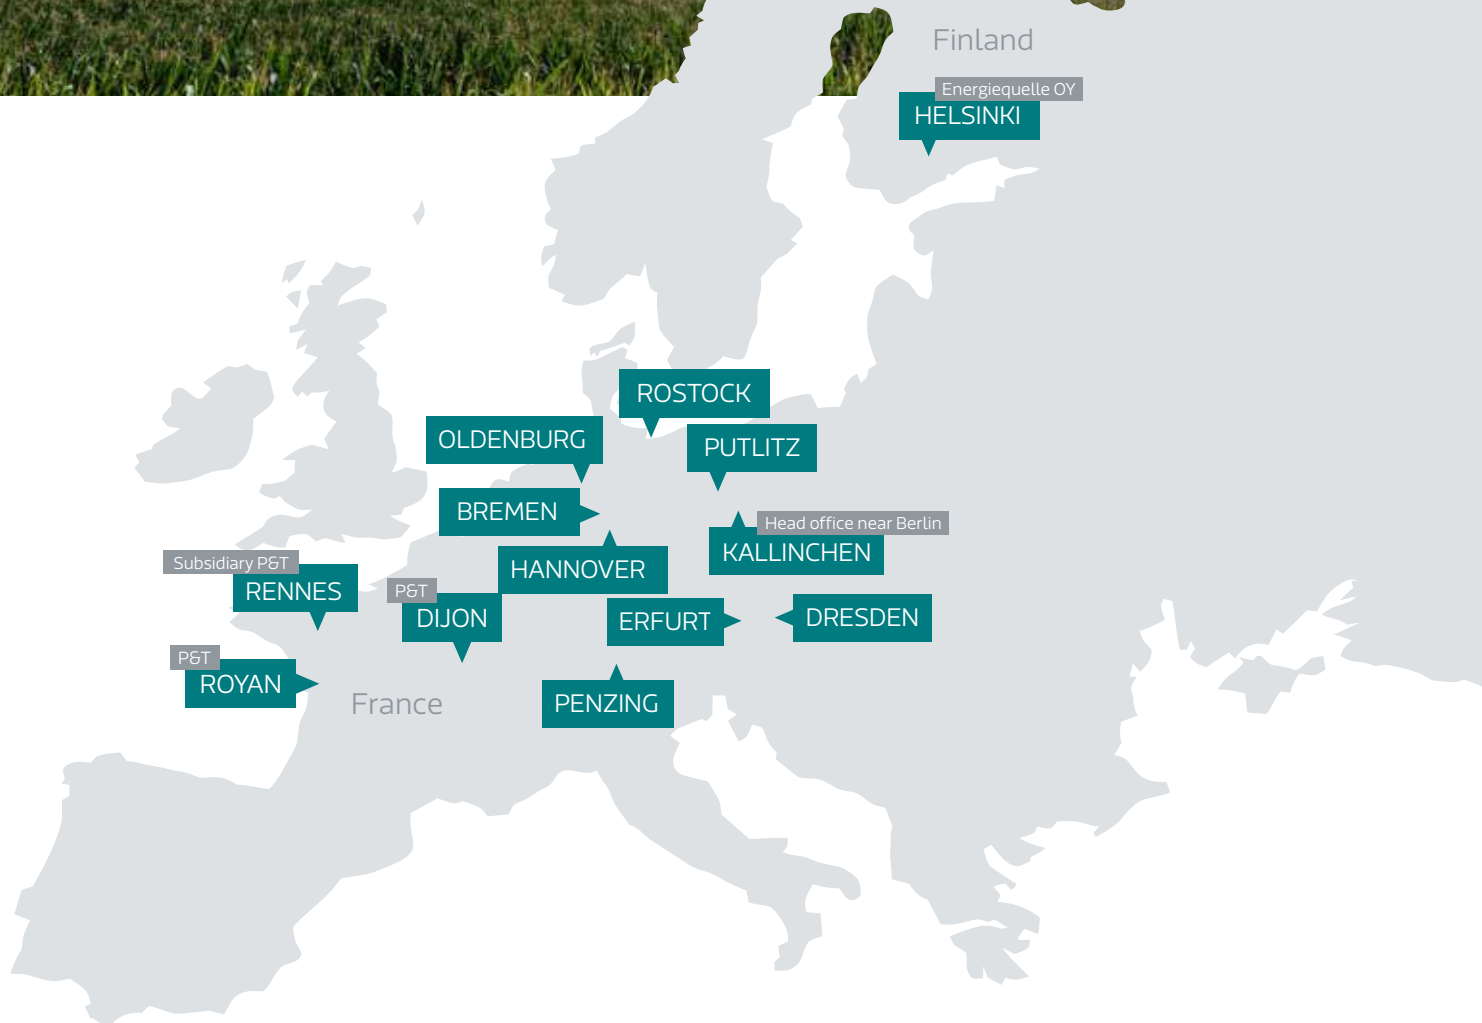 Finland
Energiequelle OY
HELSINKI
ROSTOCK
OLDENBURG
PUTLITZ
BREMEN
Head office near Berlin
KALLINCHEN
HANNOVER
Subsidiary P&T
RENNES
P&T
DIJON
ERFURT
DRESDEN
P&T
ROYAN
France
PENZING